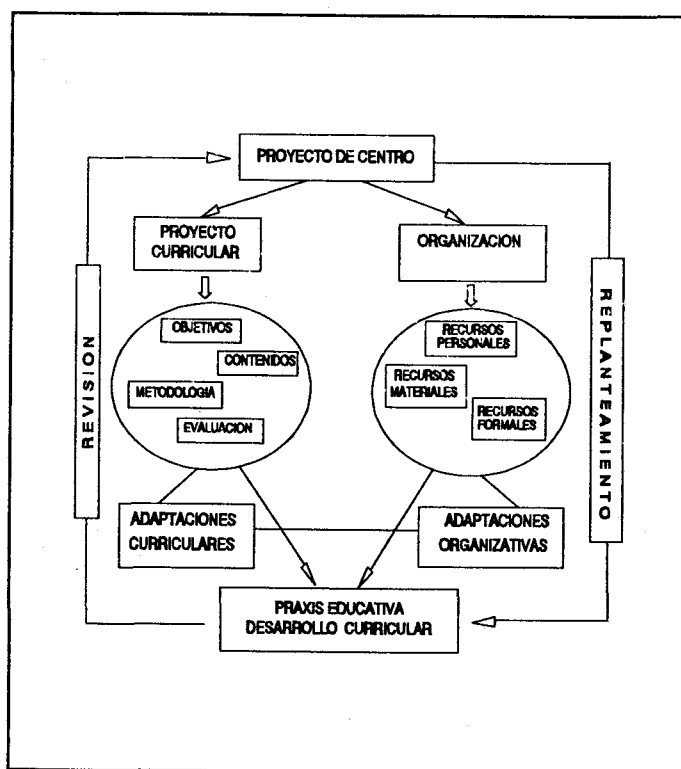 PROYECTO DE CENTRO
PROYECTO
CURRICULAR
ORGANIZACION
OBJETIVOS
CONTENIDOS
METODOLOGIA
EVALUACION
RECURSOS
PERSONALES
RECURSOS
MATERIALES
RECURSOS
FORMALES
REVISION
REPLANTEAMIENTO
ADAPTACIONES
CURRICULARES
ADAPTACIONES
ORGANIZATIVAS
PRAXIS EDUCATIVA
DESARROLLO CURRICULAR